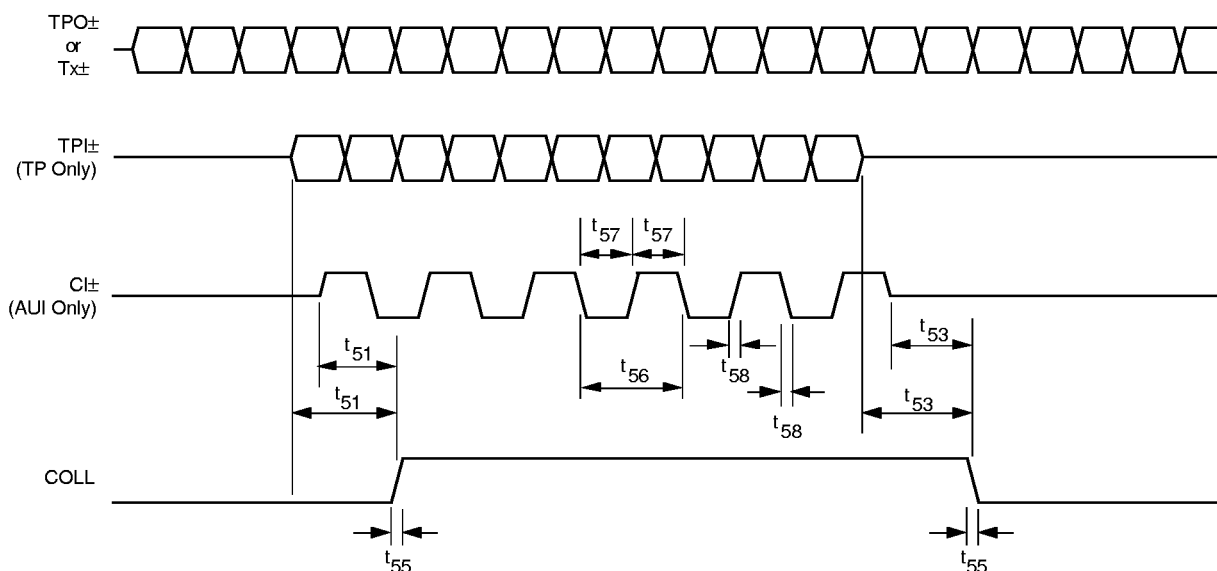 TPO±
or
Tx±
TPI±
(TP Only)
t57 t57
CI±
(AUI Only)
t51 t56 t58 t53
t51 t58 t53
COLL
t55 t55